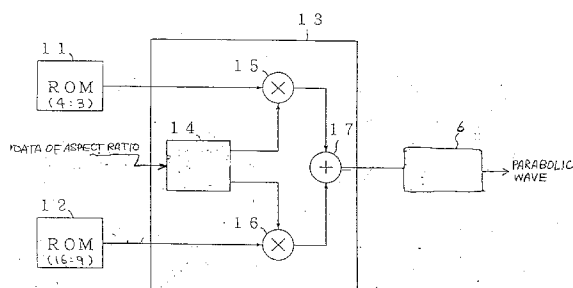 13
11
ROM
(4:3)
15
14
DATA OF ASPECT RATIO
17
6
PARABOLIC
WAVE
12
ROM
(16:9)
16